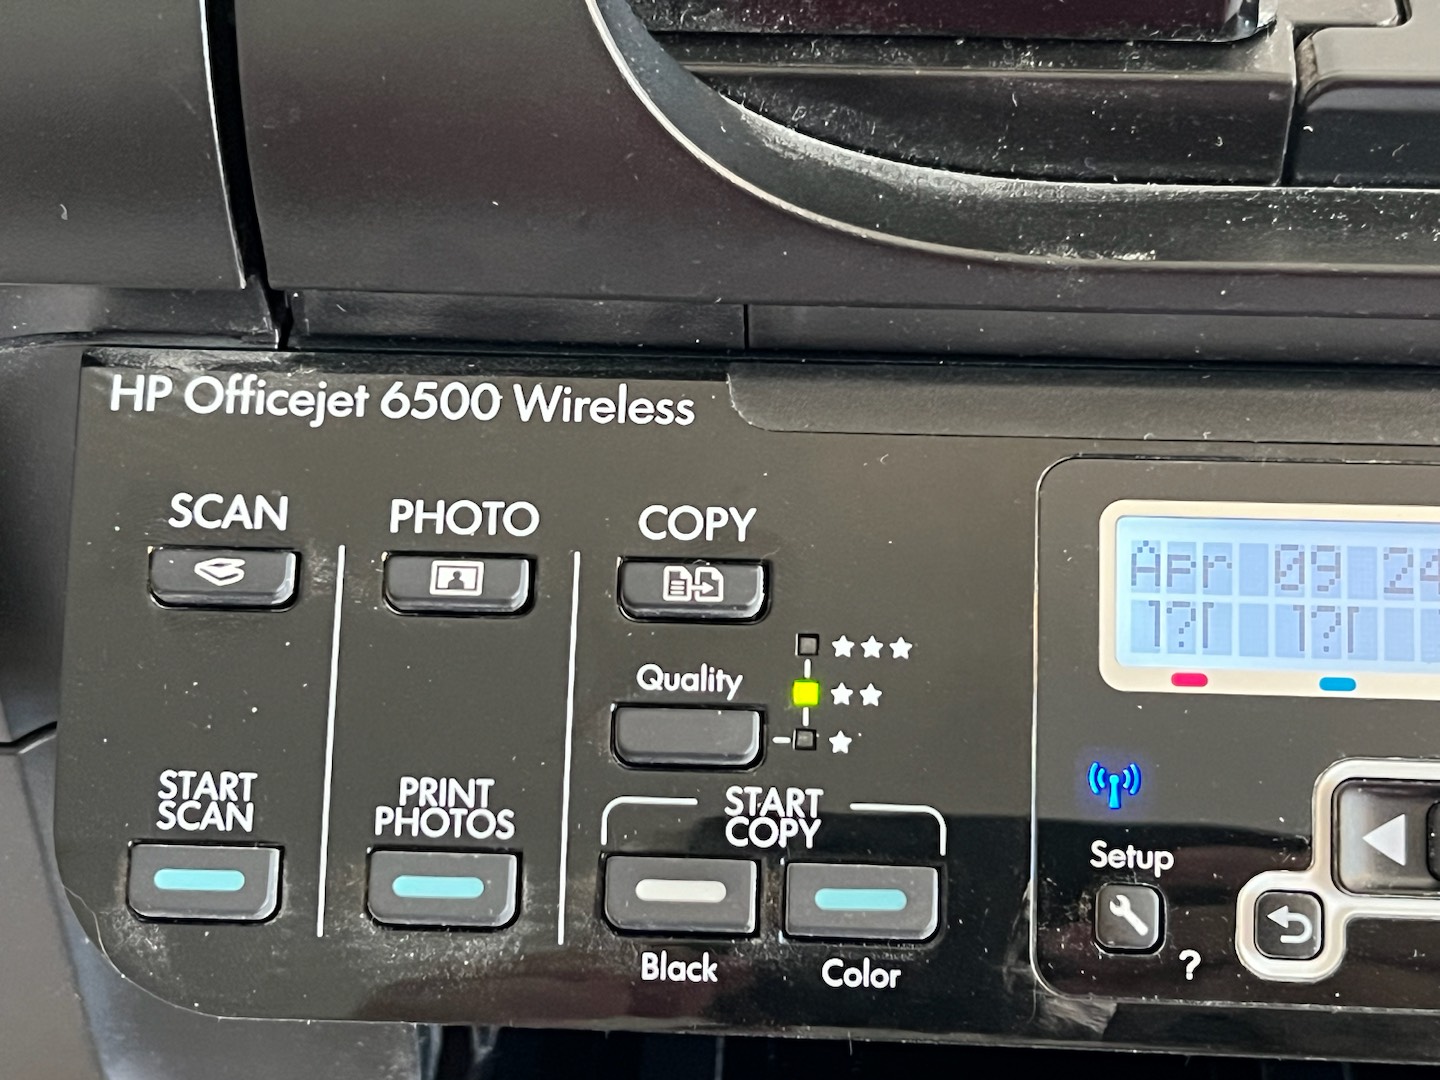 HP Officejet 6500 Wireless
SCAN
PHOTO
COPY
Apr 09 24
Quality
START
SCAN
PRINT
PHOTOS
START
COPY
Setup
Black
Color
?